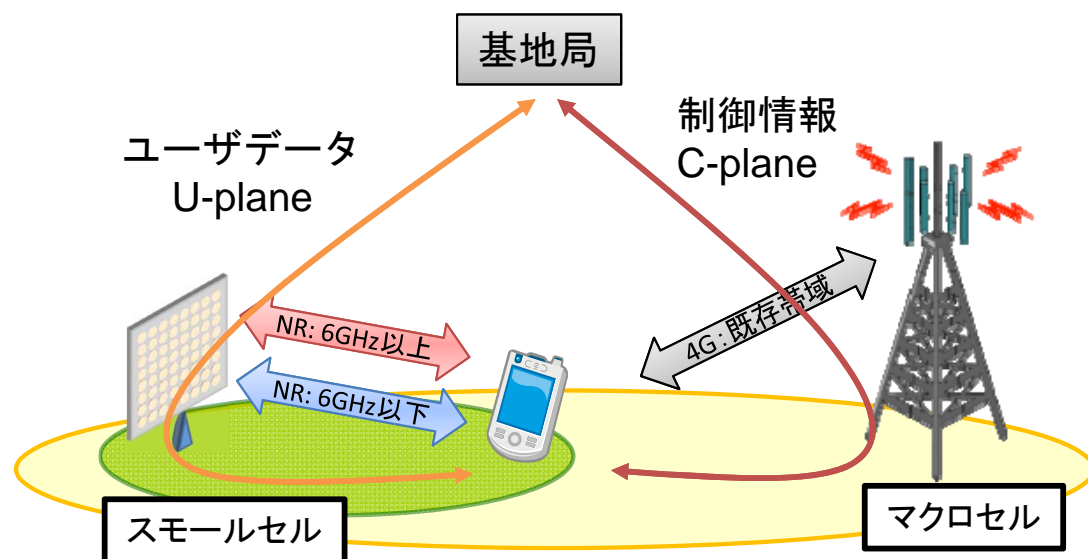 基地局
ユーザデータ
U-plane
制御情報
C-plane
NR: 6GHz以上
NR: 6GHz以下
4G：既存帯域
スモールセル
マクロセル